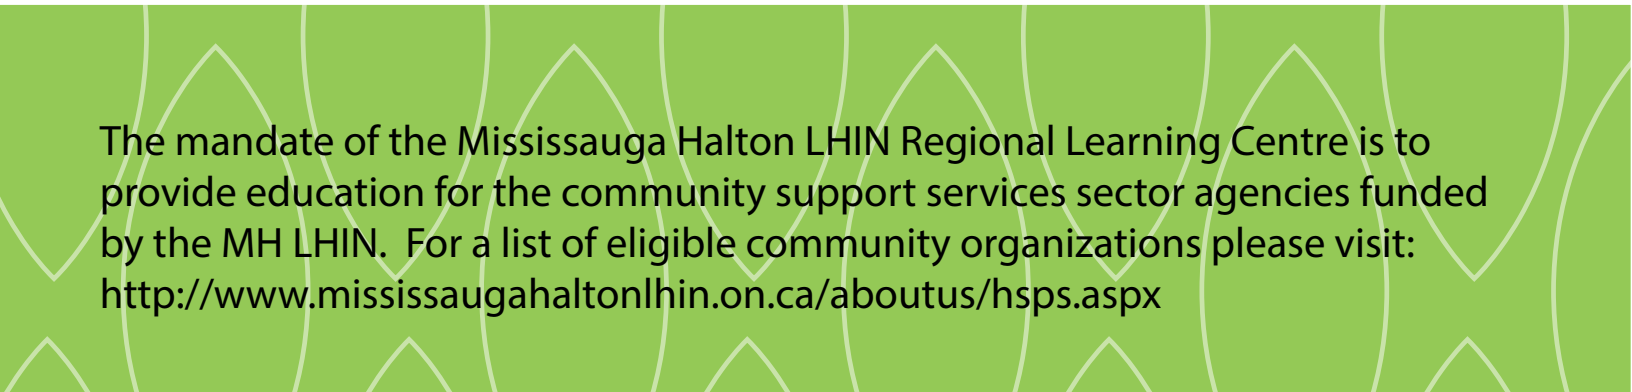 The mandate of the Mississauga Halton LHIN Regional Learning Centre is to
provide education for the community support services sector agencies funded
by the MH LHIN.  For a list of eligible community organizations please visit:
http://www.mississaugahaltonlhin.on.ca/aboutus/hsps.aspx